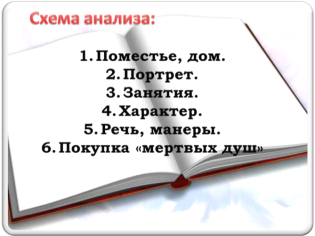 Схема анализа:
1. Поместье, дом.
2. Портрет.
3. Занятия.
4. Характер.
5. Речь, манеры.
6. Покупка «мертвых душ»